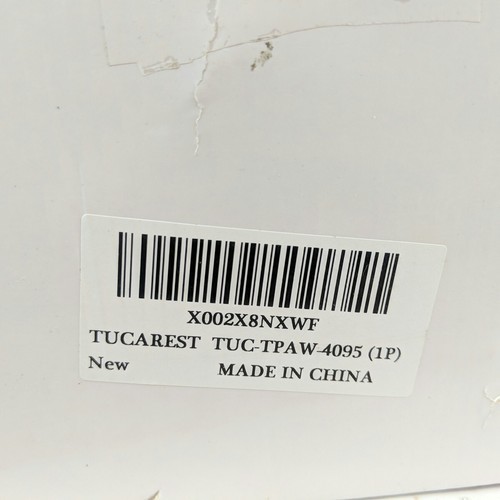 X002X8NXWF
TUCAREST TUC-TPAW-4095 (1P)
New MADE IN CHINA